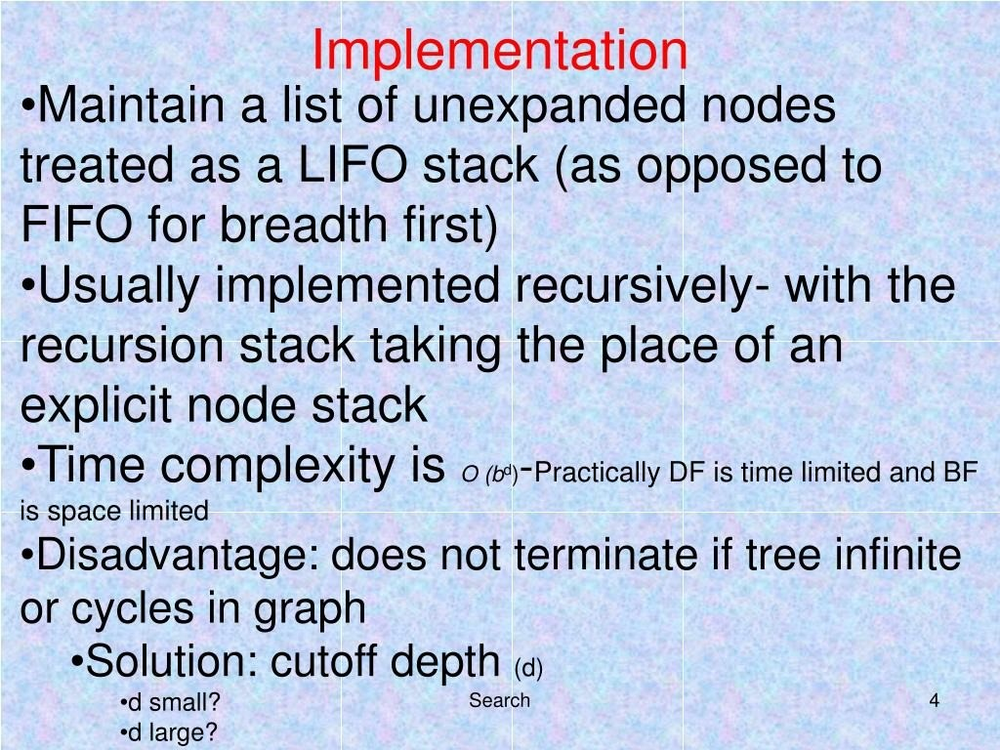 Implementation
•Maintain a list of unexpanded nodes
treated as a LIFO stack (as opposed to
FIFO for breadth first)
•Usually implemented recursively- with the
recursion stack taking the place of an
explicit node stack
•Time complexity is O (bᵈ)-Practically DF is time limited and BF
is space limited
•Disadvantage: does not terminate if tree infinite
or cycles in graph
•Solution: cutoff depth (d)
•d small?
•d large?
Search
4